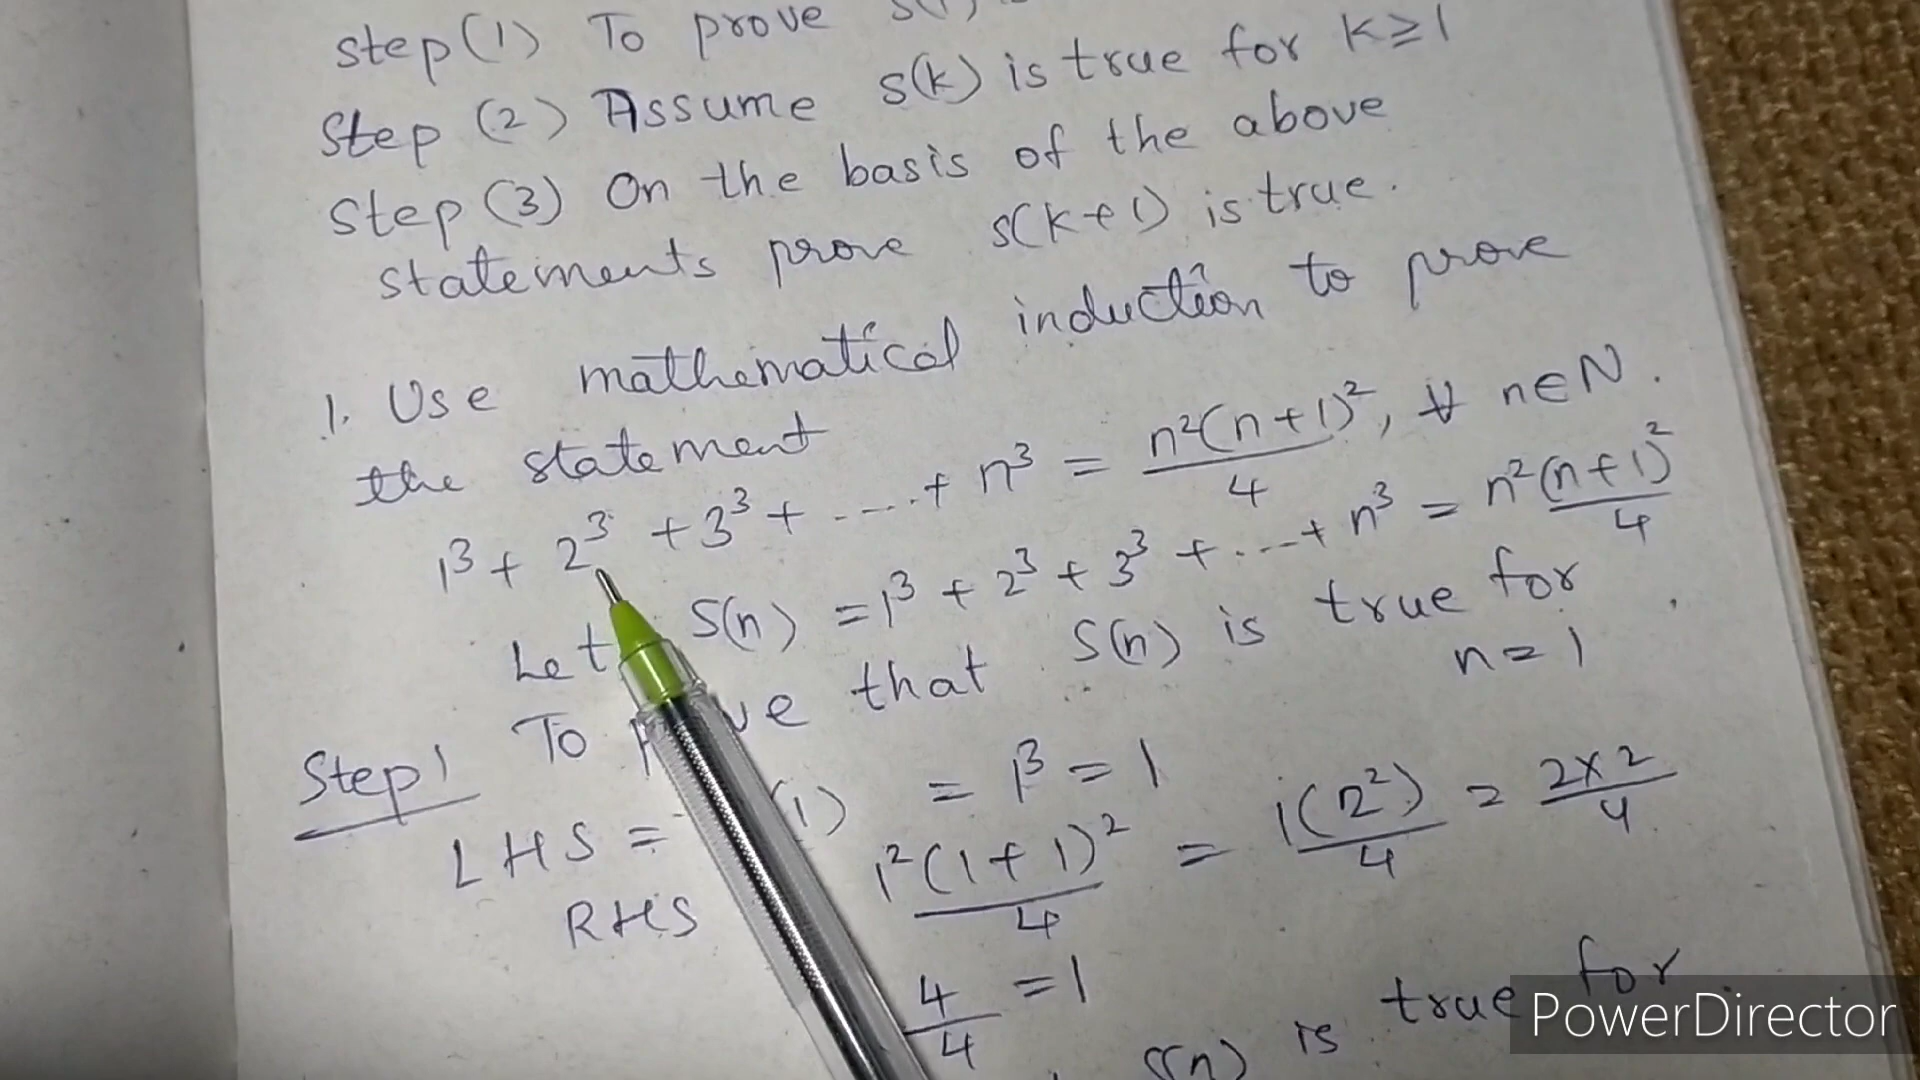 step (1) To prove
Step (2) Assume s(k) is true for k≥1
Step (3) On the basis of the above
statements prove s(k+1) is true.
1. Use mathematical induction to prove
the statement
1³ + 2³ + 3³ + ....+ n³ = n²(n+1)²/4, ∀ n∈N.
Let S(n) = 1³ + 2³ + 3³ + ....+ n³ = n²(n+1)²/4
Step 1 To that S(n) is true for
n=1
LHS = (1) = 1³ = 1
RHS 1²(1+1)²/4 = 1(2²)/4 = 2×2/4
4/4 = 1
S(n) is true for
PowerDirector